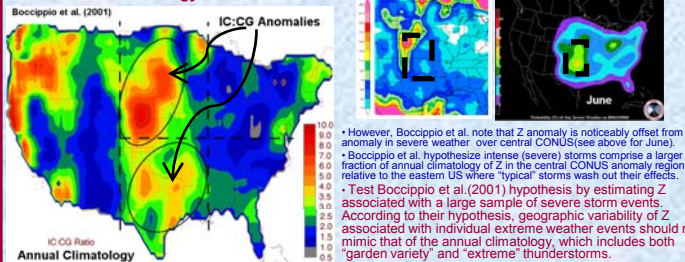 Boccippio et al. (2001)
IC:CG Anomalies
10.0
9.0
8.0
7.0
6.0
5.0
4.0
3.0
2.5
2.0
1.5
1.0
0.5
IC:CG Ratio
Annual Climatology
June
• However, Boccippio et al. note that Z anomaly is noticeably offset from
anomaly in severe weather over central CONUS(see above for June).
• Boccippio et al. hypothesize intense (severe) storms comprise a larger
fraction of annual climatology of Z in the central CONUS anomaly region
relative to the eastern US where "typical" storms wash out their effects.
• Test Boccippio et al.(2001) hypothesis by estimating Z
associated with a large sample of severe storm events.
According to their hypothesis, geographic variability of Z
associated with individual extreme weather events should
mimic that of the annual climatology, which includes both
"garden variety" and "extreme" thunderstorms.